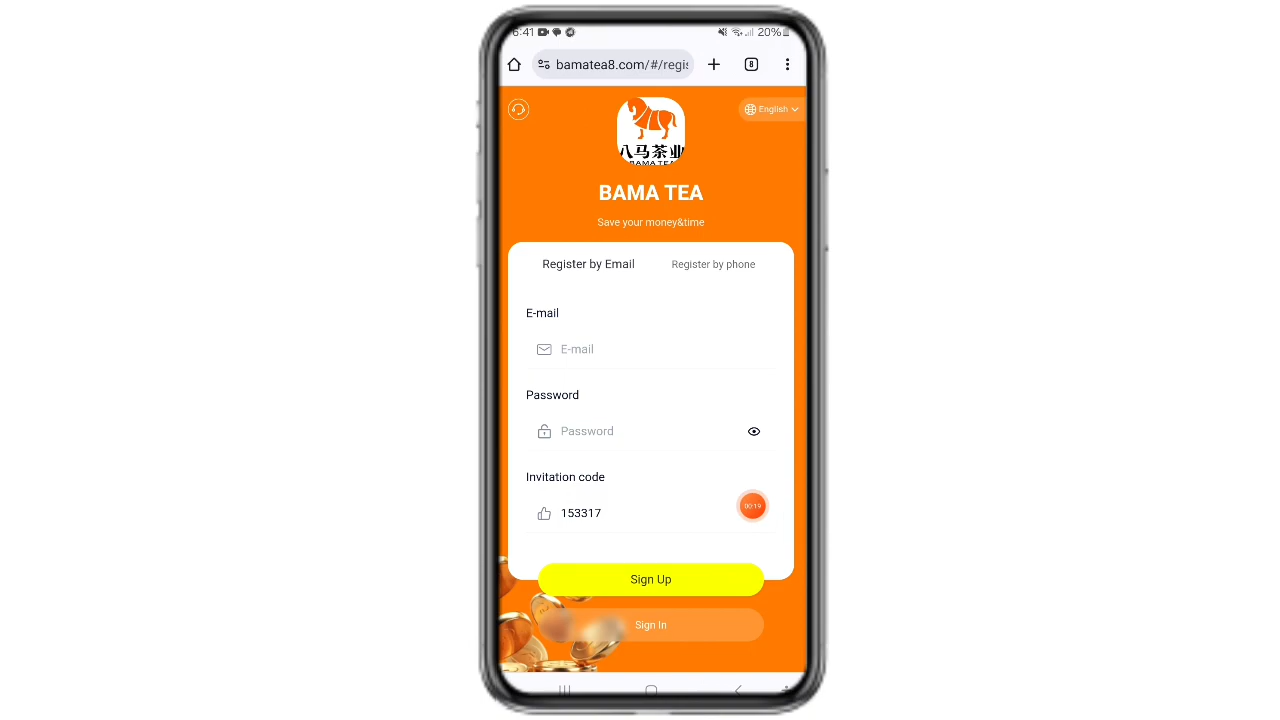 6:41
20%
bamatea8.com/#/regis
8
English
八马茶业
BAMA TEA
BAMA TEA
Save your money&time
Register by Email
Register by phone
E-mail
E-mail
Password
Password
Invitation code
153317
00:19
Sign Up
Sign In